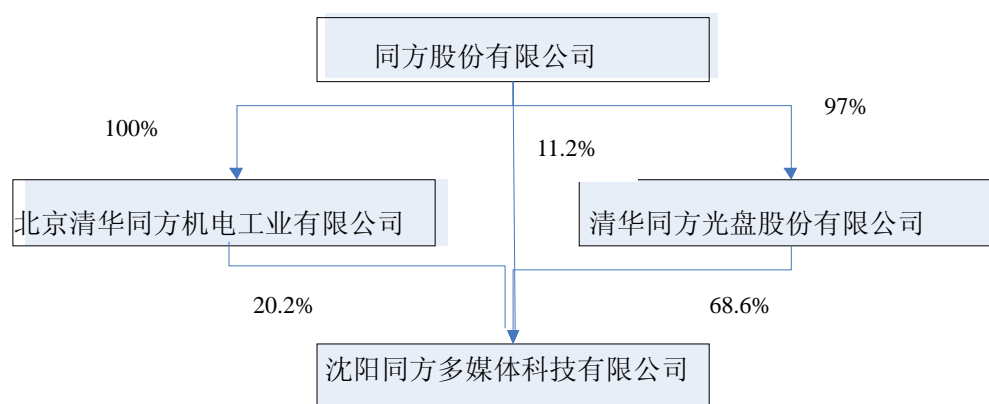 同方股份有限公司
100%
11.2%
97%
北京清华同方机电工业有限公司
清华同方光盘股份有限公司
20.2%
68.6%
沈阳同方多媒体科技有限公司